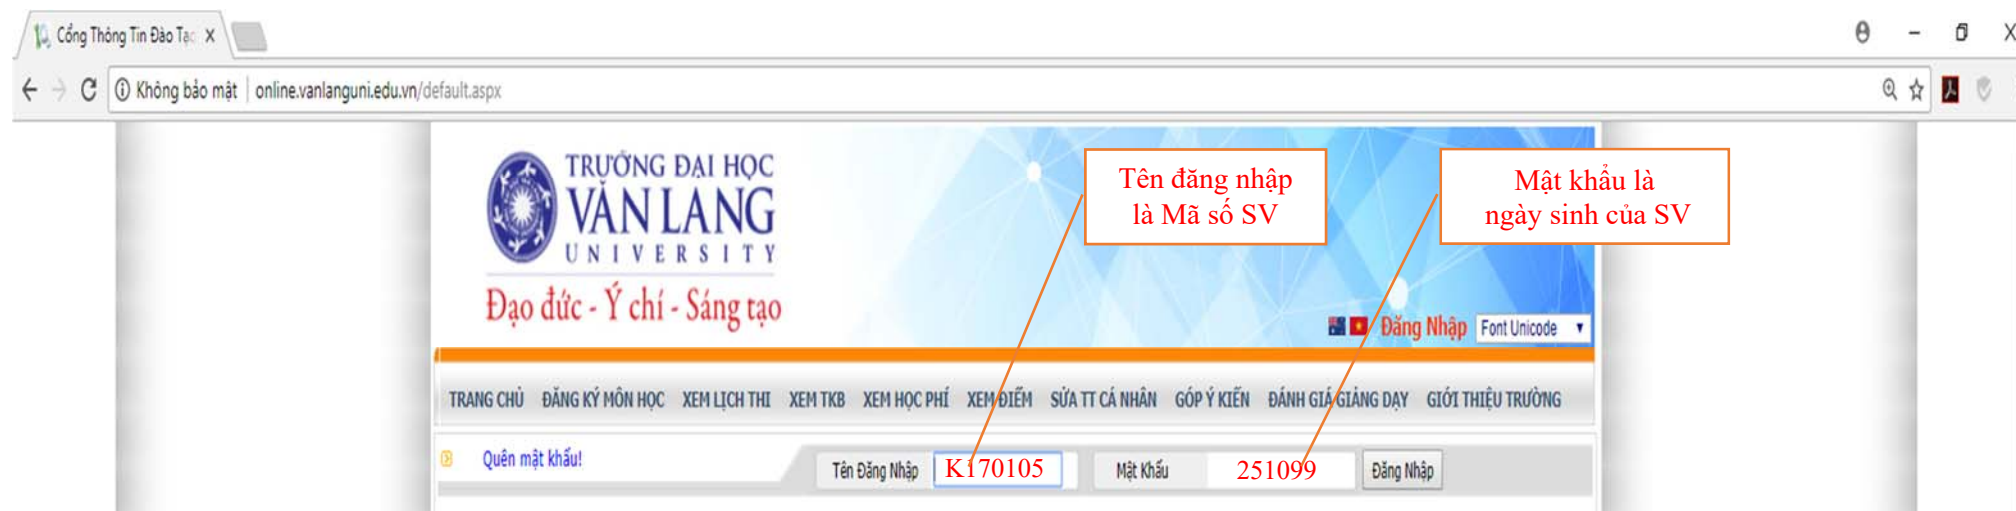 Cổng Thông Tin Đào Tạo
Không bảo mật | online.vanlanguni.edu.vn/default.aspx
TRƯỜNG ĐẠI HỌC
VĂN LANG
UNIVERSITY
Đạo đức - Ý chí - Sáng tạo
Tên đăng nhập
là Mã số SV
Mật khẩu là
ngày sinh của SV
Đăng Nhập Font Unicode
TRANG CHỦ ĐĂNG KÝ MÔN HỌC XEM LỊCH THI XEM TKB XEM HỌC PHÍ XEM ĐIỂM SỬA TT CÁ NHÂN GÓP Ý KIẾN ĐÁNH GIÁ GIẢNG DẠY GIỚI THIỆU TRƯỜNG
Quên mật khẩu! Tên Đăng Nhập K170105 Mật Khẩu 251099 Đăng Nhập